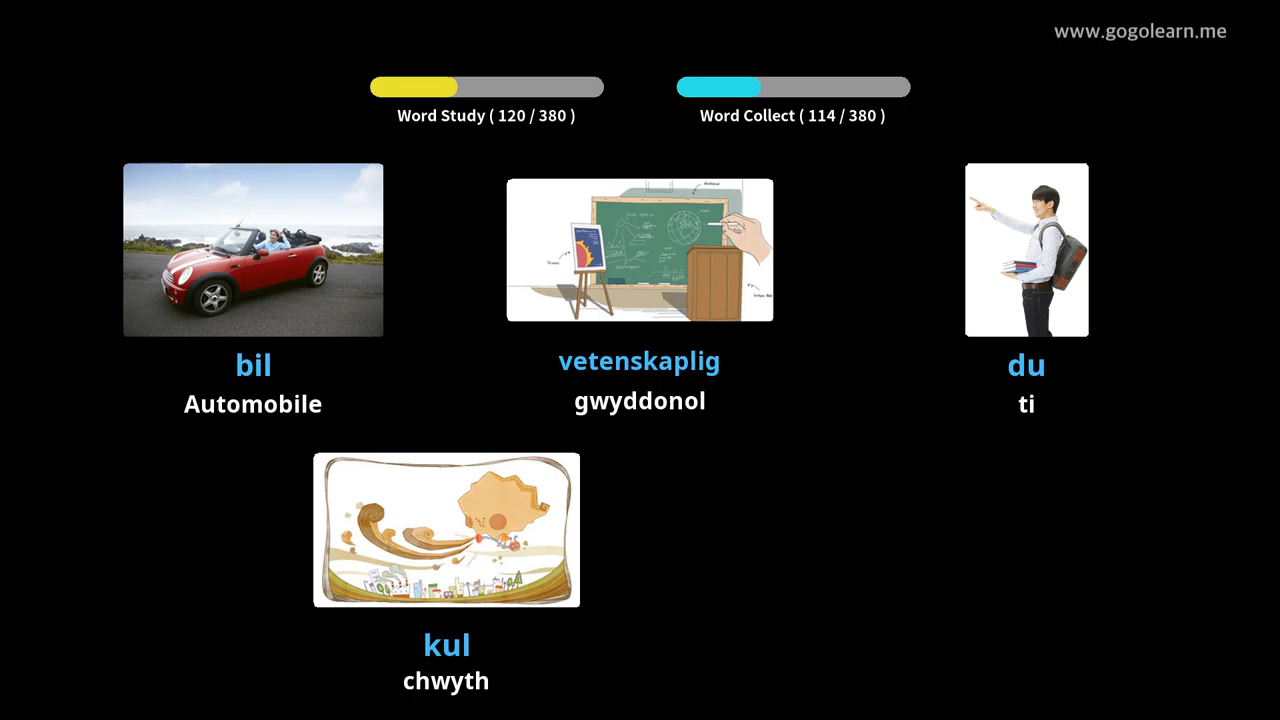 www.gogolearn.me
Word Study ( 120 / 380 )
Word Collect ( 114 / 380 )
bil
Automobile
vetenskaplig
gwyddonol
du
ti
kul
chwyth